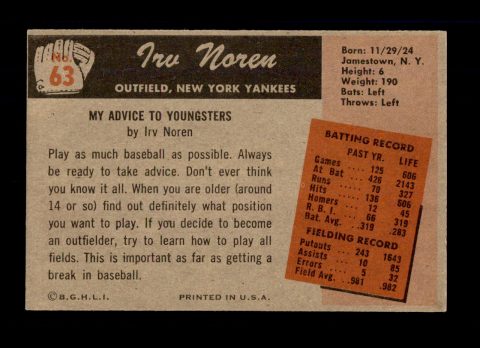 No.
63
Irv Noren
OUTFIELD, NEW YORK YANKEES
Born: 11/29/24
Jamestown, N. Y.
Height: 6
Weight: 190
Bats: Left
Throws: Left
MY ADVICE TO YOUNGSTERS
by Irv Noren
Play as much baseball as possible. Always
be ready to take advice. Don't ever think
you know it all. When you are older (around
14 or so) find out definitely what position
you want to play. If you decide to become
an outfielder, try to learn how to play all
fields. This is important as far as getting a
break in baseball.
BATTING RECORD
PAST YR. LIFE
Games 125 606
At Bat 426 2143
Runs 70 327
Hits 136 606
Homers 12 45
R. B. I. 66 319
Bat. Avg. .319 .283
FIELDING RECORD
Putouts 243 1643
Assists 10 85
Errors 5 32
Field Avg. .981 .982
©B.G.H.L.I. PRINTED IN U.S.A.